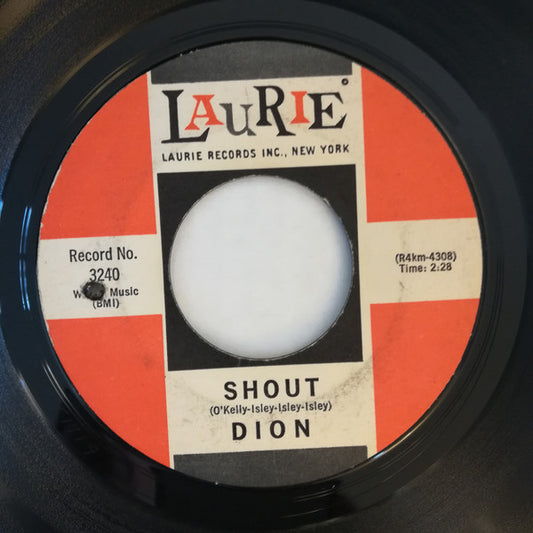 LAURIE®
LAURIE RECORDS INC., NEW YORK
Record No.
3240
Music
(BMI)
(R4km-4308)
Time: 2:28
SHOUT
(O'Kelly-Isley-Isley-Isley)
DION